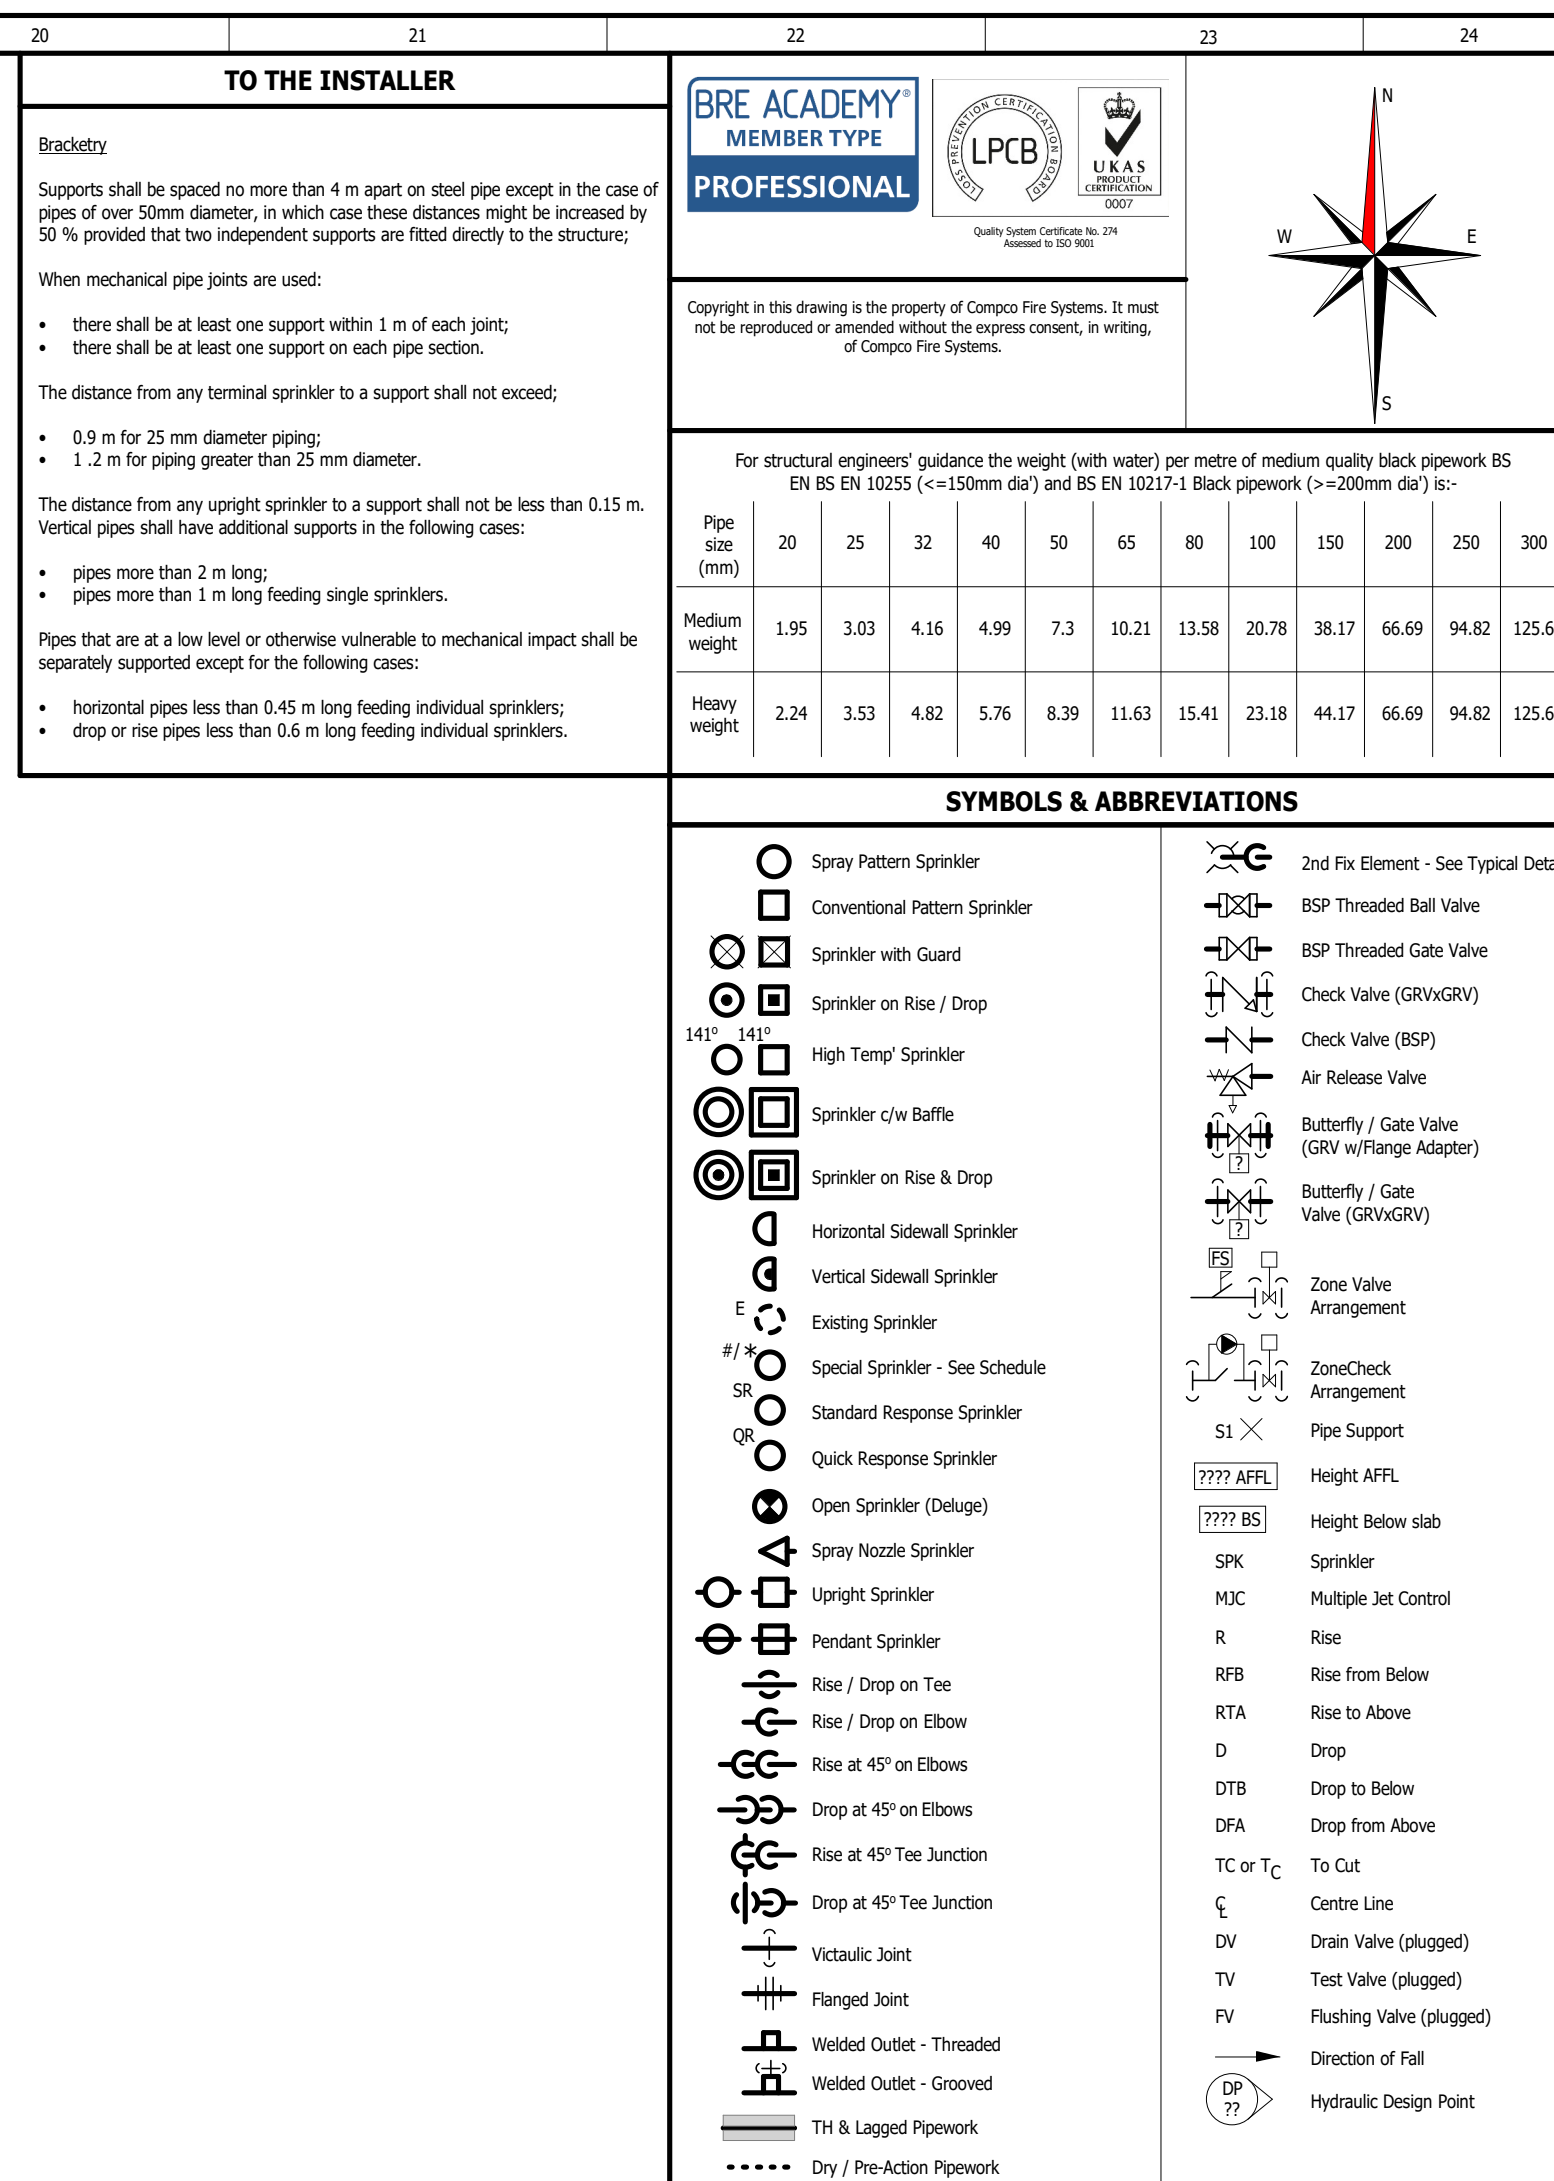 20 21 22 23 24
TO THE INSTALLER
Bracketry
Supports shall be spaced no more than 4 m apart on steel pipe except in the case of
pipes of over 50mm diameter, in which case these distances might be increased by
50 % provided that two independent supports are fitted directly to the structure;
When mechanical pipe joints are used:
• there shall be at least one support within 1 m of each joint;
• there shall be at least one support on each pipe section.
The distance from any terminal sprinkler to a support shall not exceed;
• 0.9 m for 25 mm diameter piping;
• 1 .2 m for piping greater than 25 mm diameter.
The distance from any upright sprinkler to a support shall not be less than 0.15 m.
Vertical pipes shall have additional supports in the following cases:
• pipes more than 2 m long;
• pipes more than 1 m long feeding single sprinklers.
Pipes that are at a low level or otherwise vulnerable to mechanical impact shall be
separately supported except for the following cases:
• horizontal pipes less than 0.45 m long feeding individual sprinklers;
• drop or rise pipes less than 0.6 m long feeding individual sprinklers.
BRE ACADEMY®
MEMBER TYPE
PROFESSIONAL
LOSS PREVENTION CERTIFICATION BOARD
LPCB
UKAS
PRODUCT
CERTIFICATION
0007
Quality System Certificate No. 274
Assessed to ISO 9001
N
W E
S
Copyright in this drawing is the property of Compco Fire Systems. It must
not be reproduced or amended without the express consent, in writing,
of Compco Fire Systems.
For structural engineers' guidance the weight (with water) per metre of medium quality black pipework BS
EN BS EN 10255 (<=150mm dia') and BS EN 10217-1 Black pipework (>=200mm dia') is:-
Pipe
size
(mm)
20 25 32 40 50 65 80 100 150 200 250 300
Medium
weight
1.95 3.03 4.16 4.99 7.3 10.21 13.58 20.78 38.17 66.69 94.82 125.6
Heavy
weight
2.24 3.53 4.82 5.76 8.39 11.63 15.41 23.18 44.17 66.69 94.82 125.6
SYMBOLS & ABBREVIATIONS
Spray Pattern Sprinkler
Conventional Pattern Sprinkler
Sprinkler with Guard
Sprinkler on Rise / Drop
141º 141º
High Temp' Sprinkler
Sprinkler c/w Baffle
Sprinkler on Rise & Drop
Horizontal Sidewall Sprinkler
Vertical Sidewall Sprinkler
E
Existing Sprinkler
#/*
Special Sprinkler - See Schedule
SR
Standard Response Sprinkler
QR
Quick Response Sprinkler
Open Sprinkler (Deluge)
Spray Nozzle Sprinkler
Upright Sprinkler
Pendant Sprinkler
Rise / Drop on Tee
Rise / Drop on Elbow
Rise at 45º on Elbows
Drop at 45º on Elbows
Rise at 45º Tee Junction
Drop at 45º Tee Junction
Victaulic Joint
Flanged Joint
Welded Outlet - Threaded
Welded Outlet - Grooved
TH & Lagged Pipework
Dry / Pre-Action Pipework
2nd Fix Element - See Typical Deta
BSP Threaded Ball Valve
BSP Threaded Gate Valve
Check Valve (GRVxGRV)
Check Valve (BSP)
Air Release Valve
Butterfly / Gate Valve
(GRV w/Flange Adapter)
?
Butterfly / Gate
Valve (GRVxGRV)
?
FS
Zone Valve
Arrangement
ZoneCheck
Arrangement
S1 Pipe Support
???? AFFL Height AFFL
???? BS Height Below slab
SPK Sprinkler
MJC Multiple Jet Control
R Rise
RFB Rise from Below
RTA Rise to Above
D Drop
DTB Drop to Below
DFA Drop from Above
TC or TC To Cut
℄ Centre Line
DV Drain Valve (plugged)
TV Test Valve (plugged)
FV Flushing Valve (plugged)
Direction of Fall
DP
??
Hydraulic Design Point